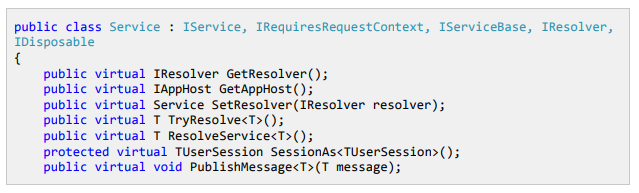 public class Service : IService, IRequiresRequestContext, IServiceBase, IResolver,
IDisposable
{
public virtual IResolver GetResolver();
public virtual IAppHost GetAppHost();
public virtual Service SetResolver(IResolver resolver);
public virtual T TryResolve<T>();
public virtual T ResolveService<T>();
protected virtual TUserSession SessionAs<TUserSession>();
public virtual void PublishMessage<T>(T message);